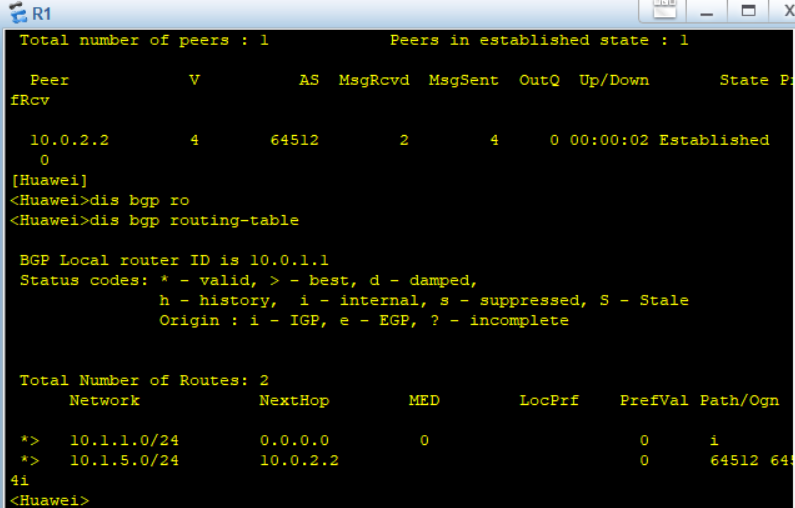 R1
Total number of peers : 1 Peers in established state : 1
Peer V AS MsgRcvd MsgSent OutQ Up/Down State Pr
fRcv
10.0.2.2 4 64512 2 4 0 00:00:02 Established
0
[Huawei]
<Huawei>dis bgp ro
<Huawei>dis bgp routing-table
BGP Local router ID is 10.0.1.1
Status codes: * - valid, > - best, d - damped,
h - history, i - internal, s - suppressed, S - Stale
Origin : i - IGP, e - EGP, ? - incomplete
Total Number of Routes: 2
Network NextHop MED LocPrf PrefVal Path/Ogn
*> 10.1.1.0/24 0.0.0.0 0 0 i
*> 10.1.5.0/24 10.0.2.2 0 64512 645
4i
<Huawei>